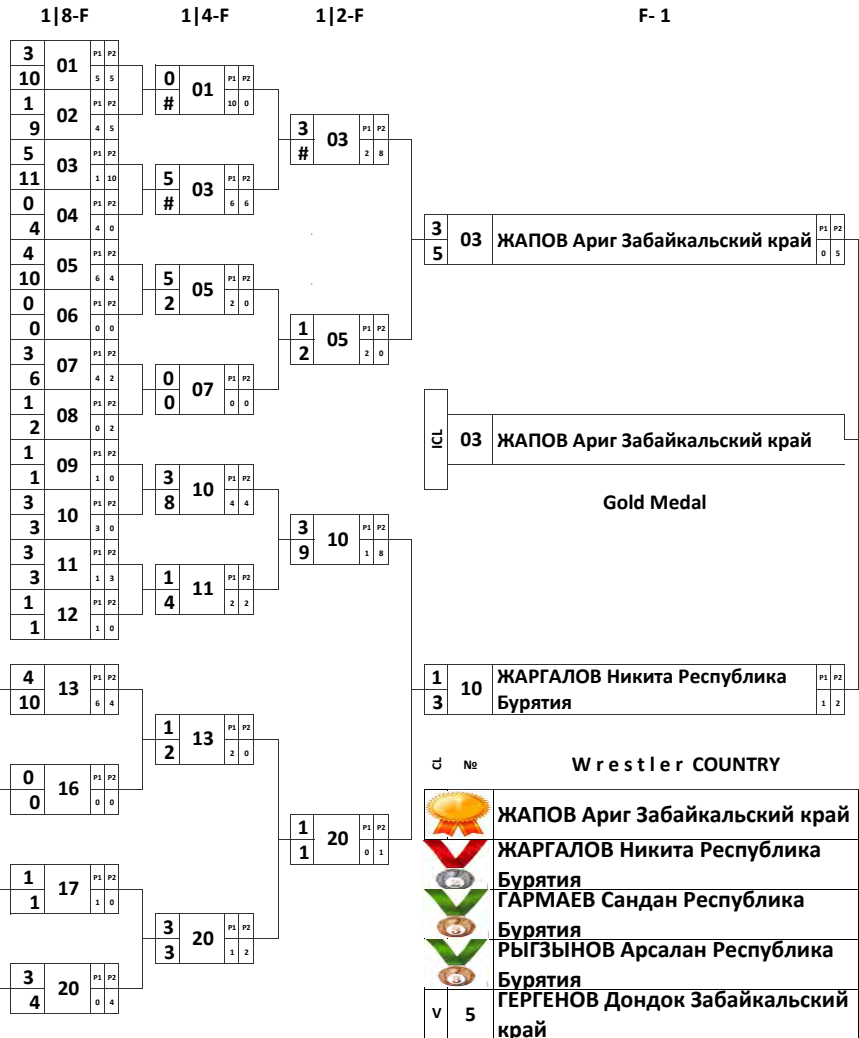 1|8-F 1|4-F 1|2-F F- 1
3 01 P1 P2
10 5 5
1 02 P1 P2
9 4 5
5 03 P1 P2
11 1 10
0 04 P1 P2
4 4 0
4 05 P1 P2
10 6 4
0 06 P1 P2
0 0 0
3 07 P1 P2
6 4 2
1 08 P1 P2
2 0 2
1 09 P1 P2
1 1 0
3 10 P1 P2
3 3 0
3 11 P1 P2
3 1 3
1 12 P1 P2
1 1 0
4 13 P1 P2
10 6 4
0 16 P1 P2
0 0 0
1 17 P1 P2
1 1 0
3 20 P1 P2
4 0 4
0 01 P1 P2
# 10 0
5 03 P1 P2
# 6 6
5 05 P1 P2
2 2 0
0 07 P1 P2
0 0 0
3 10 P1 P2
8 4 4
1 11 P1 P2
4 2 2
1 13 P1 P2
2 2 0
3 20 P1 P2
3 1 2
3 03 P1 P2
# 2 8
1 05 P1 P2
2 2 0
3 10 P1 P2
9 1 8
1 20 P1 P2
1 0 1
3 03 ЖАПОВ Ариг Забайкальский край P1 P2
5 0 5
ICL 03 ЖАПОВ Ариг Забайкальский край
Gold Medal
1 10 ЖАРГАЛОВ Никита Республика P1 P2
3 Бурятия 1 2
CL № W r e s t l e r COUNTRY
ЖАПОВ Ариг Забайкальский край
ЖАРГАЛОВ Никита Республика
Бурятия
ГАРМАЕВ Сандан Республика
Бурятия
РЫГЗЫНОВ Арсалан Республика
Бурятия
V 5 ГЕРГЕНОВ Дондок Забайкальский
край